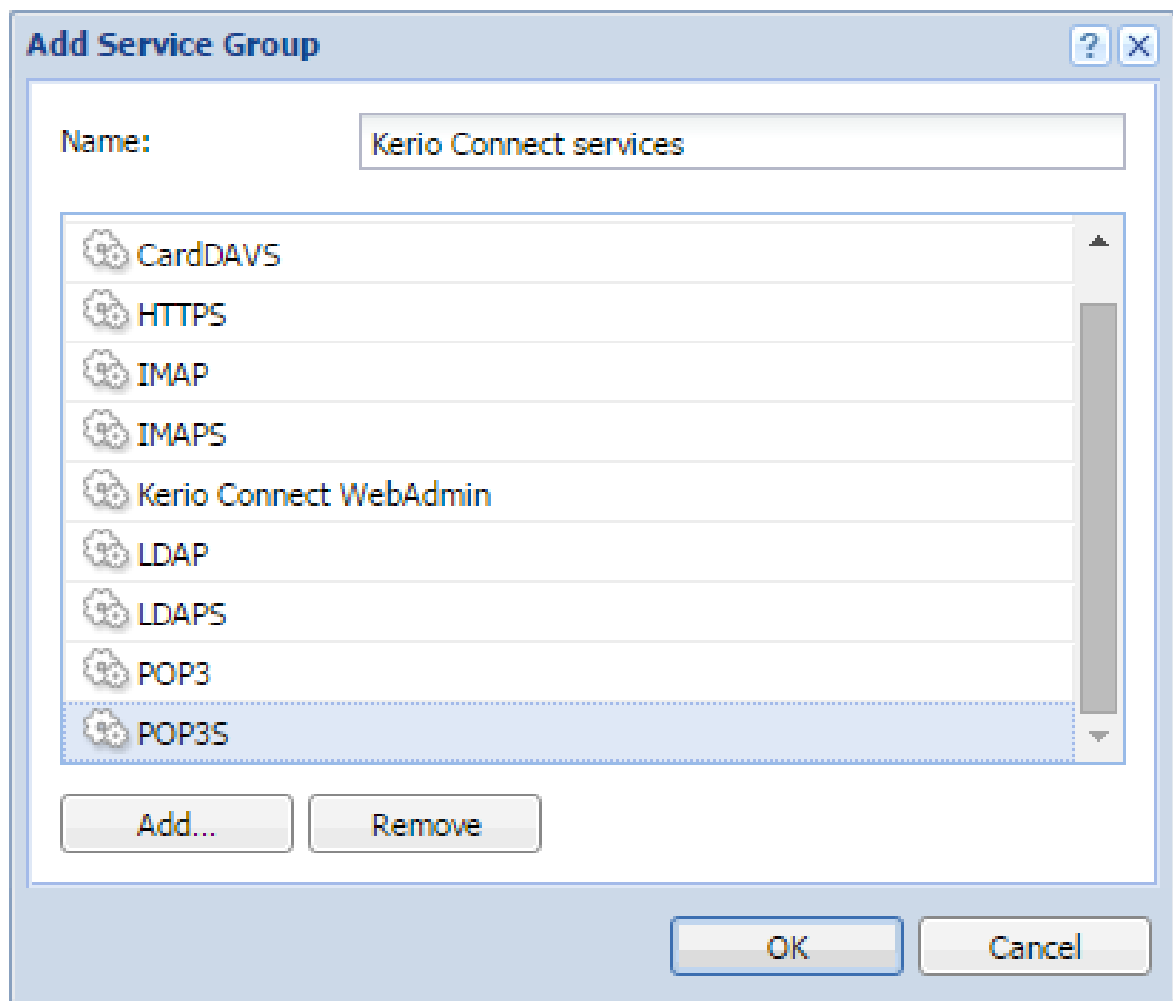 Add Service Group
?
Name: Kerio Connect services
CardDAVS
HTTPS
IMAP
IMAPS
Kerio Connect WebAdmin
LDAP
LDAPS
POP3
POP3S
Add... Remove
OK Cancel